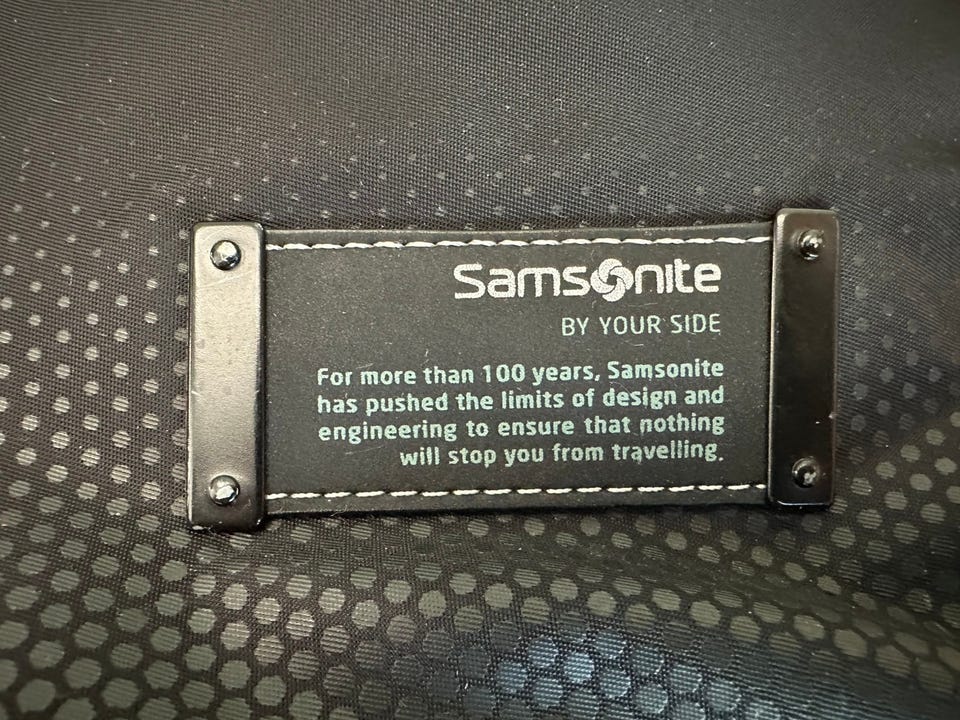 Samsonite
BY YOUR SIDE
For more than 100 years, Samsonite
has pushed the limits of design and
engineering to ensure that nothing
will stop you from travelling.